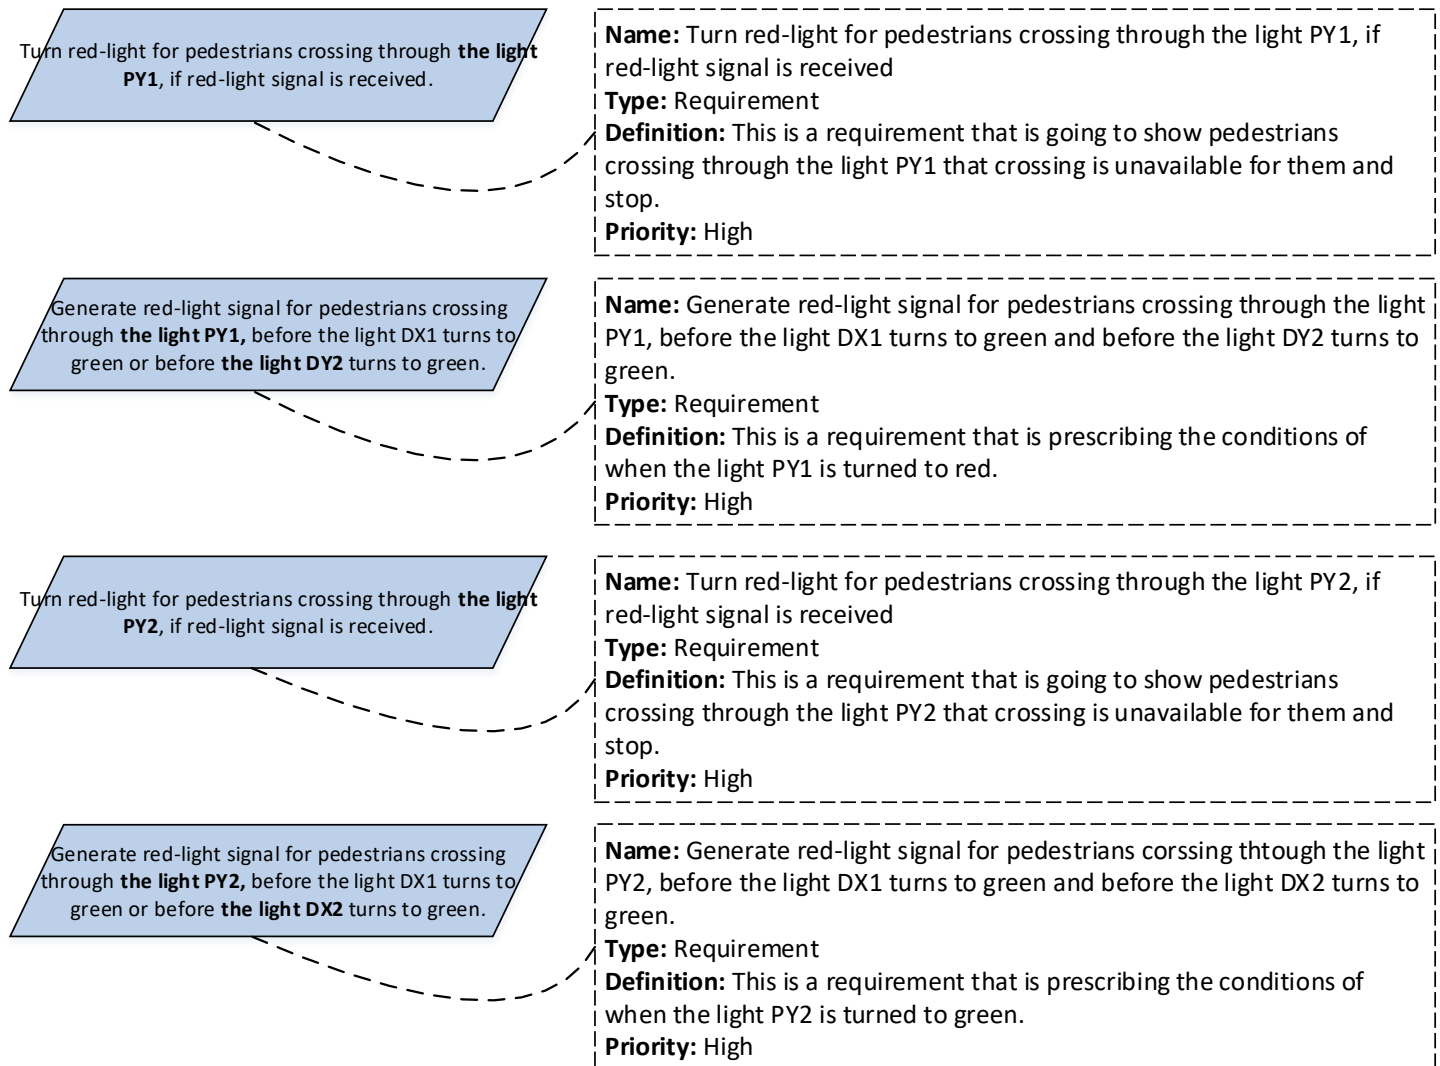 Turn red-light for pedestrians crossing through the light
PY1, if red-light signal is received.
Name: Turn red-light for pedestrians crossing through the light PY1, if
red-light signal is received
Type: Requirement
Definition: This is a requirement that is going to show pedestrians
crossing through the light PY1 that crossing is unavailable for them and
stop.
Priority: High
Generate red-light signal for pedestrians crossing
through the light PY1, before the light DX1 turns to
green or before the light DY2 turns to green.
Name: Generate red-light signal for pedestrians crossing through the light
PY1, before the light DX1 turns to green and before the light DY2 turns to
green.
Type: Requirement
Definition: This is a requirement that is prescribing the conditions of
when the light PY1 is turned to red.
Priority: High
Turn red-light for pedestrians crossing through the light
PY2, if red-light signal is received.
Name: Turn red-light for pedestrians crossing through the light PY2, if
red-light signal is received
Type: Requirement
Definition: This is a requirement that is going to show pedestrians
crossing through the light PY2 that crossing is unavailable for them and
stop.
Priority: High
Generate red-light signal for pedestrians crossing
through the light PY2, before the light DX1 turns to
green or before the light DX2 turns to green.
Name: Generate red-light signal for pedestrians corssing thtough the light
PY2, before the light DX1 turns to green and before the light DX2 turns to
green.
Type: Requirement
Definition: This is a requirement that is prescribing the conditions of
when the light PY2 is turned to green.
Priority: High